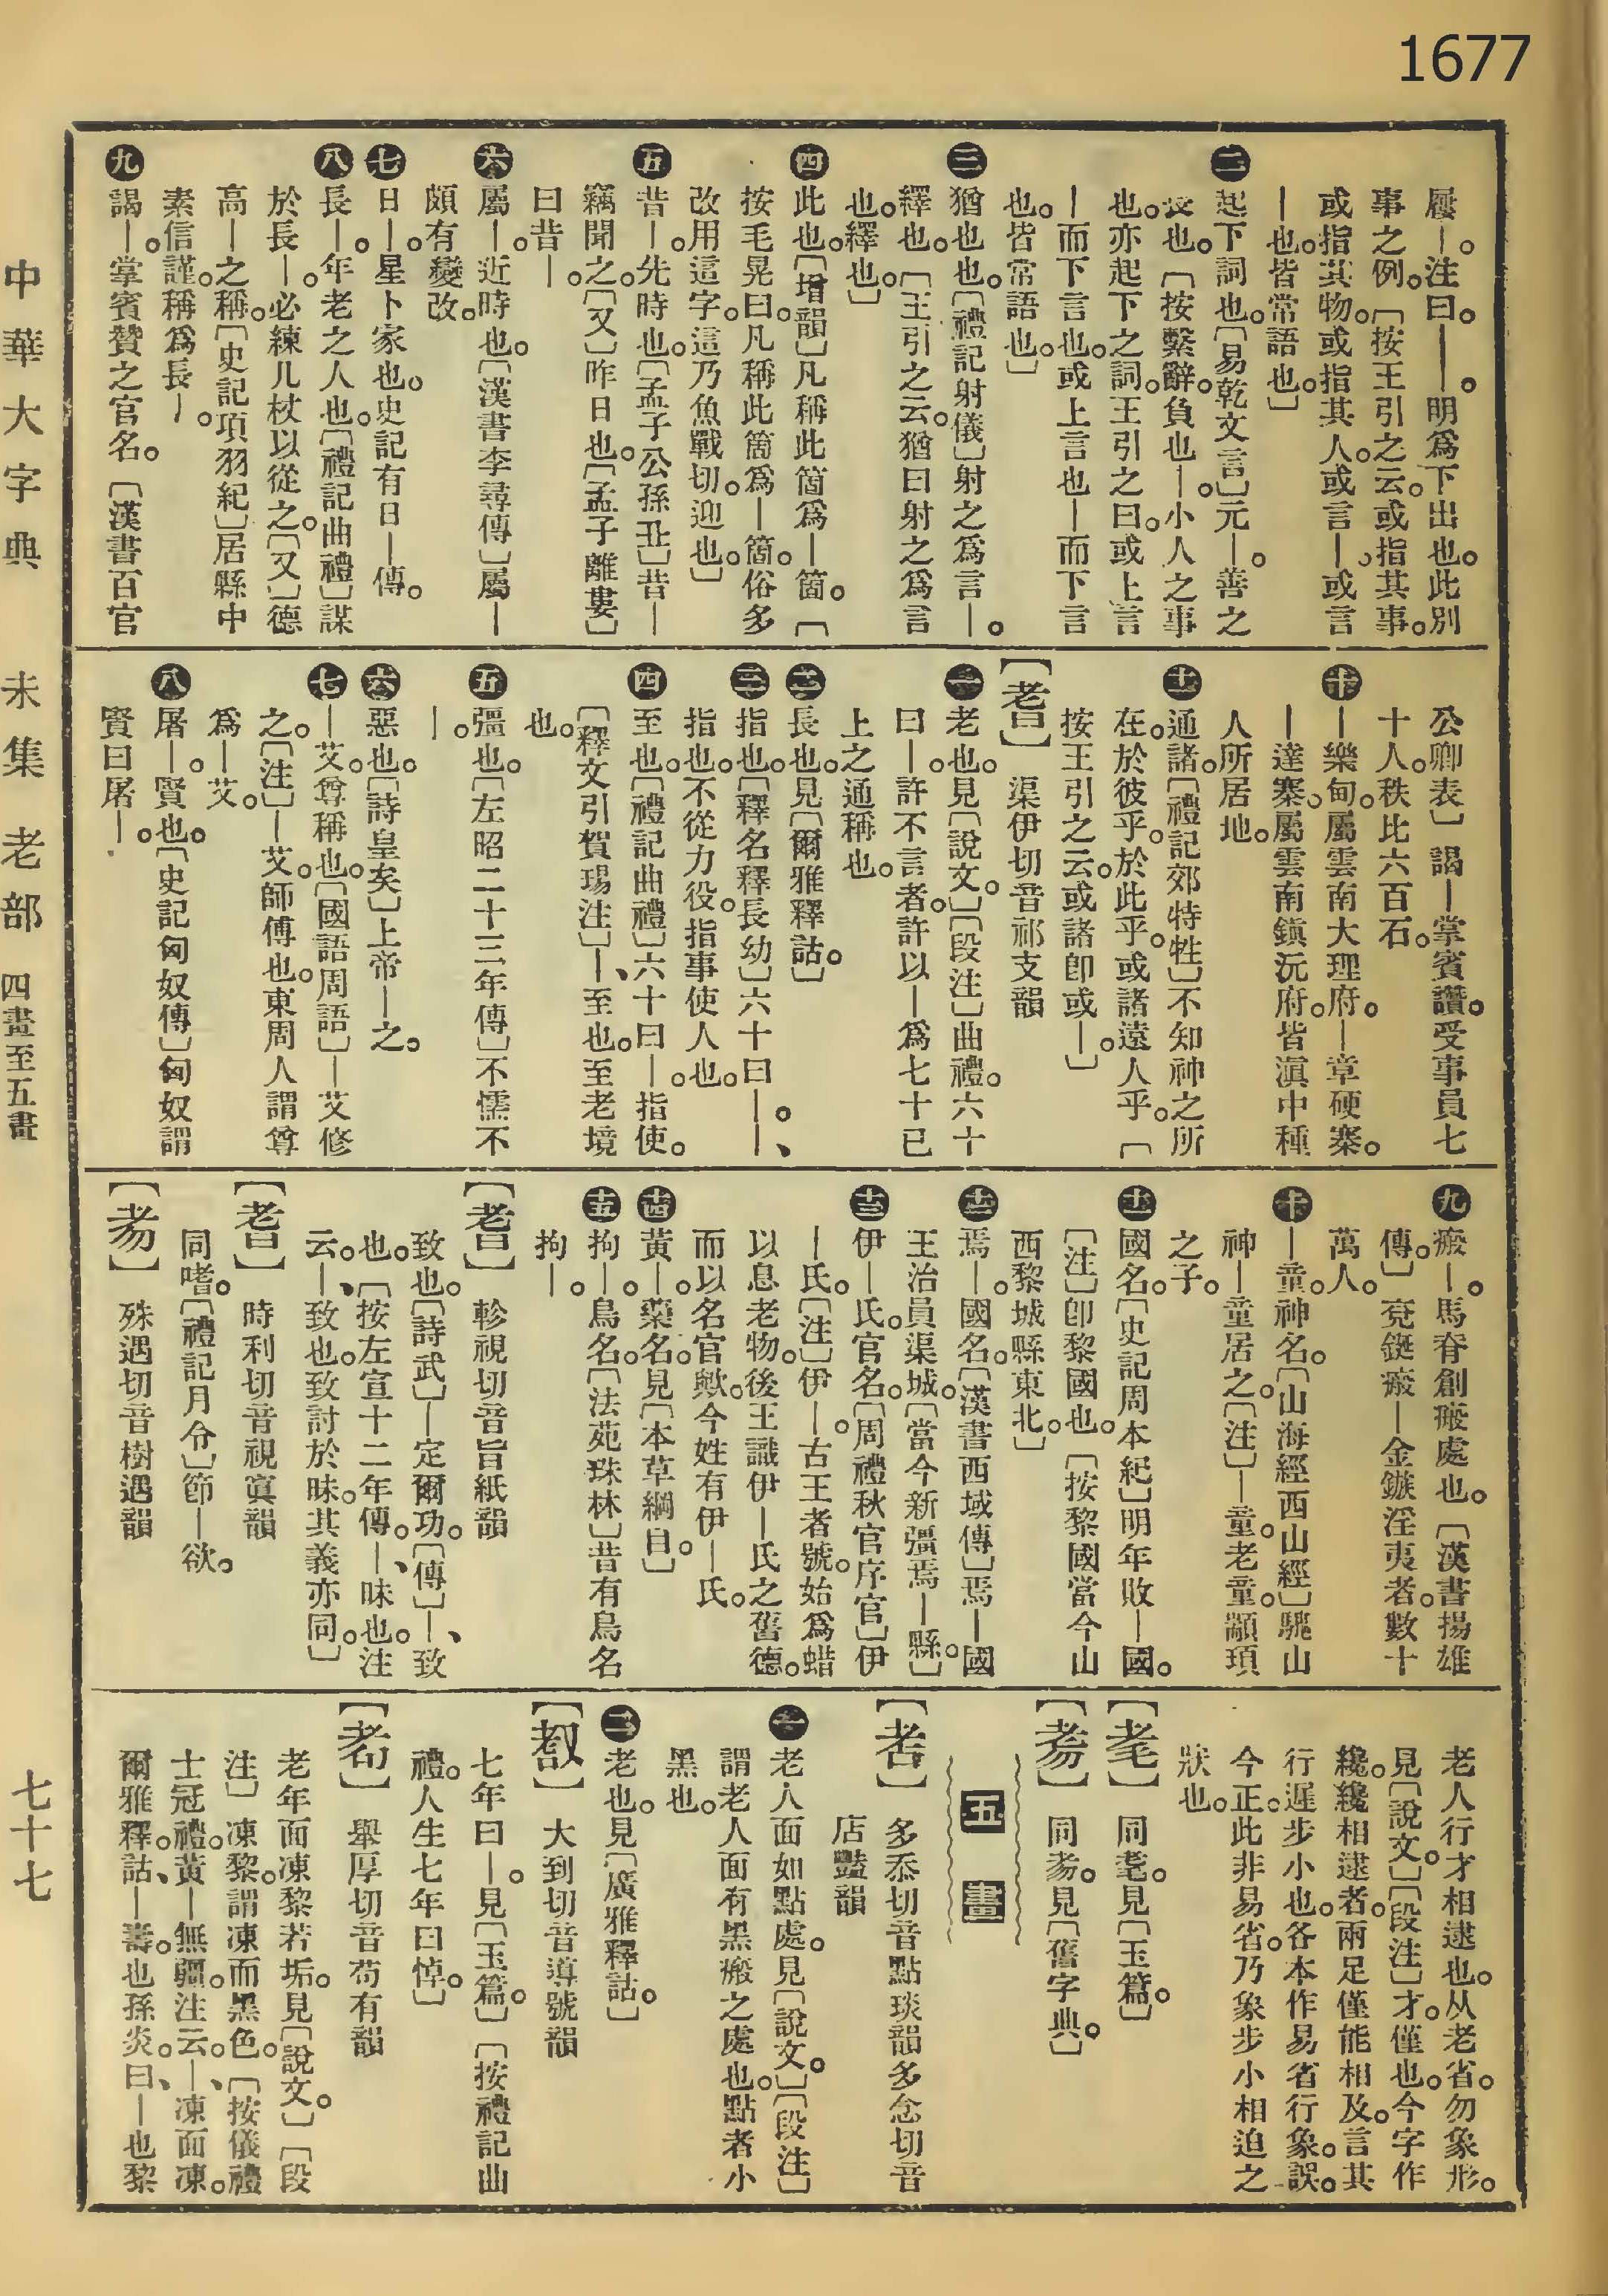 1677
履｜。注曰。｜｜。明爲下出也。此別
事之例。〔按王引之云。或指其事。
或指其物。或指其人。或言｜。或言
｜也。皆常語也。〕
㊁起下詞也。〔易乾文言〕元｜。善之
長也。〔按繫辭。負也｜。小人之事
也。亦起下之詞。王引之曰。或上言
｜而下言也。或上言也｜而下言
也。皆常語也。〕
㊂猶也也。〔禮記射儀〕射之爲言｜。
繹也。〔王引之云。猶曰射之爲言
也。繹也。〕
㊃此也。〔增韻〕凡稱此箇爲｜箇。〔
按毛晃曰。凡稱此箇爲｜箇。俗多
改用這字。這乃魚戰切。迎也。〕
㊄昔｜。先時也。〔孟子公孫丑〕昔｜
竊聞之。〔又〕昨日也。〔孟子離婁〕
曰昔｜。
㊅屬｜。近時也。〔漢書李尋傳〕屬｜
頗有變改。
㊆日｜。星卜家也。史記有日｜傳。
㊇長｜。年老之人也。〔禮記曲禮〕謀
於長｜。必練几杖以從之。〔又〕德
高｜之稱。〔史記項羽紀〕居縣中
素信謹。稱爲長｜。
㊈謁｜。掌賓贊之官名。〔漢書百官
公卿表〕謁｜掌賓讚。受事員七
十人。秩比六百石。
㊉｜樂甸。屬雲南大理府。｜章硬寨。
｜達寨。屬雲南鎭沅府。皆滇中種
人所居地。
⑪通諸。〔禮記郊特牲〕不知神之所
在。於彼乎。於此乎。或諸遠人乎。〔
按王引之云。或諸卽或｜。〕
【耆】渠伊切音祁支韻
㊀老也。見〔說文。〕〔段注〕曲禮。六十
曰｜。許不言者。許以｜爲七十已
上之通稱也。
㊁長也。見〔爾雅釋詁。〕
㊂指也。〔釋名釋長幼〕六十曰｜。｜、
指也。不從力役。指事使人也。
㊃至也。〔禮記曲禮〕六十曰｜。指使。
〔釋文引賀瑒注〕｜、至也。至老境
也。
㊄彊也。〔左昭二十三年傳〕不懦不
｜。
㊅惡也。〔詩皇矣〕上帝｜之。
㊆｜艾。尊稱也。〔國語周語〕｜艾修
之。〔注〕｜艾。師傅也。東周人謂尊
爲｜艾。
㊇屠｜。賢也。〔史記匈奴傳〕匈奴謂
賢曰屠｜。
㊈瘢｜。馬脊創瘢處也。〔漢書揚雄
傳。〕兗鋋瘢｜金鏃淫夷者。數十
萬人。
㊉｜童。神名。〔山海經西山經〕騩山
神｜童居之。〔注〕｜童。老童。顓頊
之子。
⑪國名。〔史記周本紀〕明年敗｜國。
〔注〕卽黎國也。〔按黎國當今山
西黎城縣東北。〕
⑫焉｜。國名。〔漢書西域傳〕焉｜國
王治員渠城。〔當今新彊焉｜縣。〕
⑬伊｜氏。官名。〔周禮秋官序官〕伊
｜氏。〔注〕伊｜。古王者號。始爲蜡
以息老物。後王識伊｜氏之舊德。
而以名官歟。今姓有伊｜氏。
⑭黃｜。藥名。見〔本草綱目。〕
⑮拘｜。鳥名。〔法苑珠林〕昔有鳥名
拘｜。
【耆】軫視切音旨紙韻
致也。〔詩武〕｜定爾功。〔傳〕｜、致
也。〔按左宣十二年傳。｜、昧也。注
云。｜、致也。致討於昧。其義亦同。〕
【耆】時利切音視寘韻
同嗜。〔禮記月令〕節｜欲。
【𦒶】殊遇切音樹遇韻
老人行才相逮也。从老省。勿象形。
見〔說文。〕〔段注〕才。僅也。今字作
纔。纔相逮者。兩足僅能相及。言其
行遲步小也。各本作易省行象。誤。
今正。此非易省。乃象步小相迫之
狀也。
【耄】同耄。見〔玉篇。〕
【𦒶】同𦒶。見〔舊字典。〕
五畫
【𦒻】多忝切音點琰韻多念切音
店豔韻
㊀老人面如點處。見〔說文。〕〔段注〕
謂老人面有黑瘢之處也。點者小
黑也。
㊁老也。見〔廣雅釋詁。〕
大到切音導號韻
七年曰｜。見〔玉篇。〕〔按禮記曲
禮。人生七年曰悼。〕
【耇】舉厚切音苟有韻
老年面凍黎若垢。見〔說文。〕〔段
注〕凍黎。謂凍而黑色。〔按儀禮
士冠禮。黃｜無疆。注云。｜、凍面凍。
爾雅釋詁、｜壽。也孫炎曰、｜也黎
中華大字典 未集 老部 四畫至五畫 七十七